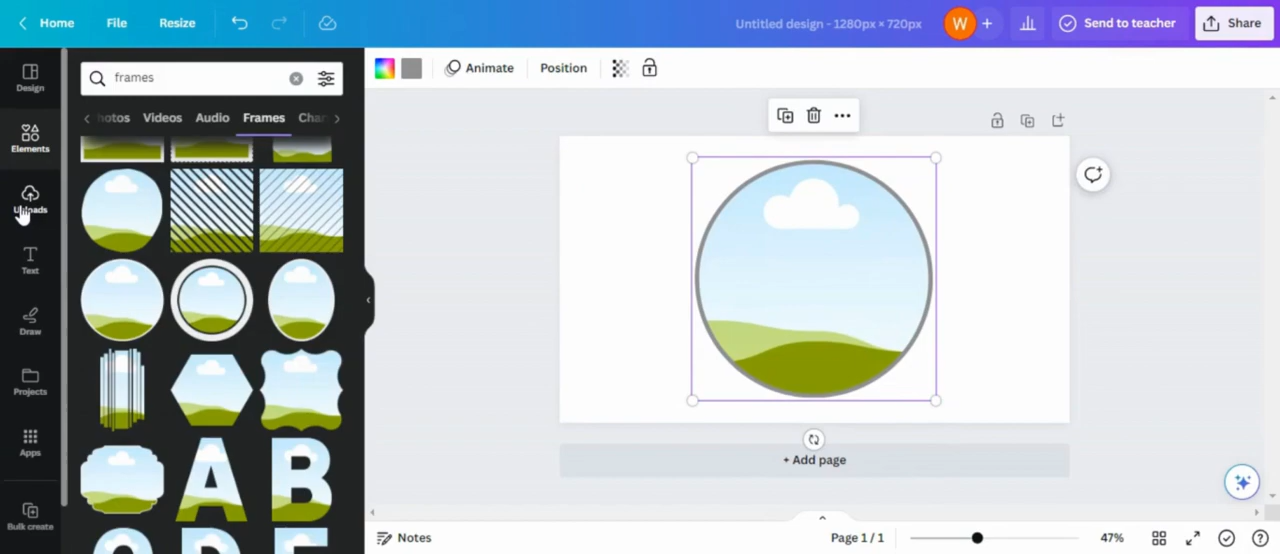 Home File Resize Untitled design - 1280px × 720px W + Send to teacher Share
Design
Elements
Uploads
Text
Draw
Projects
Apps
Bulk create
frames
Photos Videos Audio Frames Char
A B
Animate Position
+ Add page
Notes Page 1 / 1 47%